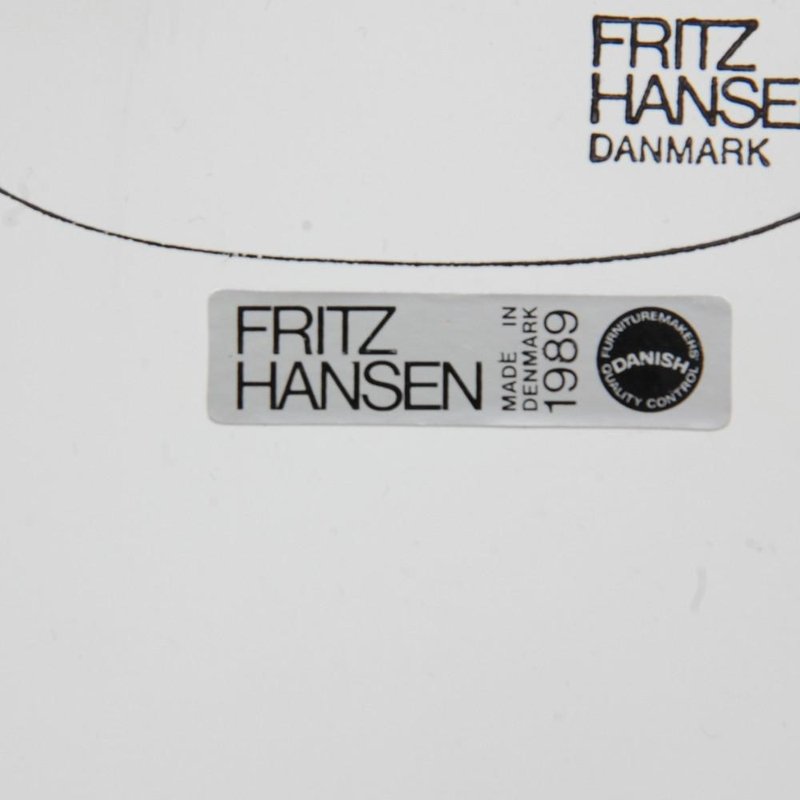 FRITZ
HANSE
DANMARK
FRITZ
HANSEN
MADE IN
DENMARK
1989
FURNITUREMAKERS'
DANISH
QUALITY CONTROL